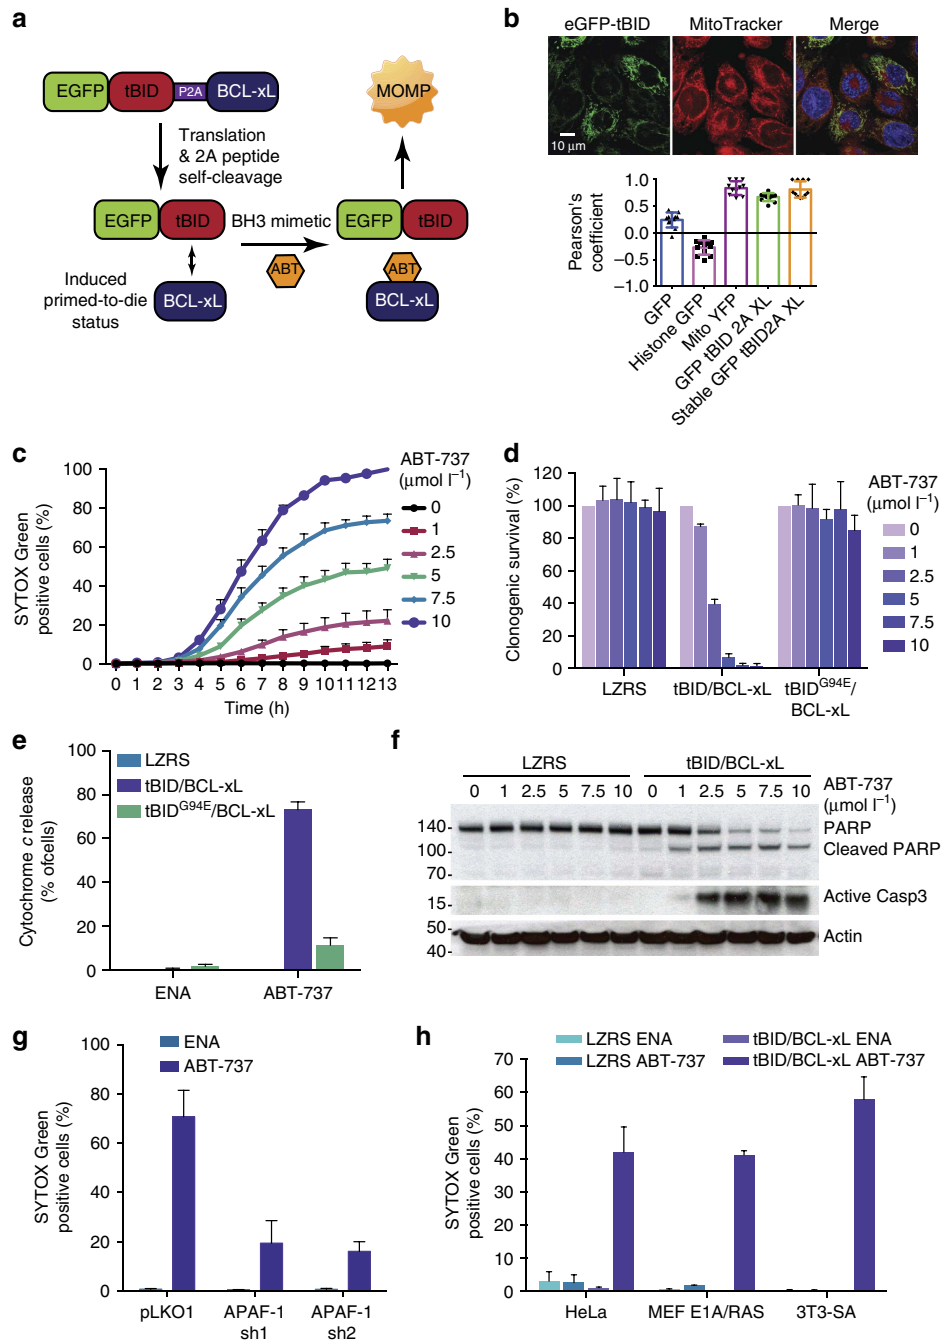 a
EGFP tBID P2A BCL-xL
MOMP
Translation
& 2A peptide
self-cleavage
EGFP tBID
BH3 mimetic
EGFP tBID
ABT
ABT
Induced
primed-to-die
status
BCL-xL
BCL-xL
b
eGFP-tBID MitoTracker Merge
10 µm
Pearson's
coefficient
1.0
0.5
0.0
−0.5
−1.0
GFP
Histone GFP
Mito YFP
GFP tBID 2A XL
Stable GFP tBID2A XL
c
SYTOX Green
positive cells (%)
100
80
60
40
20
0
0 1 2 3 4 5 6 7 8 9 10 11 12 13
Time (h)
ABT-737
(µmol l⁻¹)
0
1
2.5
5
7.5
10
d
Clonogenic survival (%)
120
100
80
60
40
20
0
LZRS tBID/BCL-xL tBIDG94E/
BCL-xL
ABT-737
(µmol l⁻¹)
0
1
2.5
5
7.5
10
e
Cytochrome c release
(% ofcells)
100
80
60
40
20
0
LZRS
tBID/BCL-xL
tBIDG94E/BCL-xL
ENA ABT-737
f
LZRS tBID/BCL-xL
0 1 2.5 5 7.5 10 0 1 2.5 5 7.5 10
ABT-737
(µmol l⁻¹)
140
PARP
100
Cleaved PARP
70
15
Active Casp3
50
Actin
40
g
SYTOX Green
positive cells (%)
100
80
60
40
20
0
ENA
ABT-737
pLKO1 APAF-1
sh1
APAF-1
sh2
h
LZRS ENA tBID/BCL-xL ENA
LZRS ABT-737 tBID/BCL-xL ABT-737
SYTOX Green
positive cells (%)
70
60
50
40
30
20
10
0
HeLa MEF E1A/RAS 3T3-SA